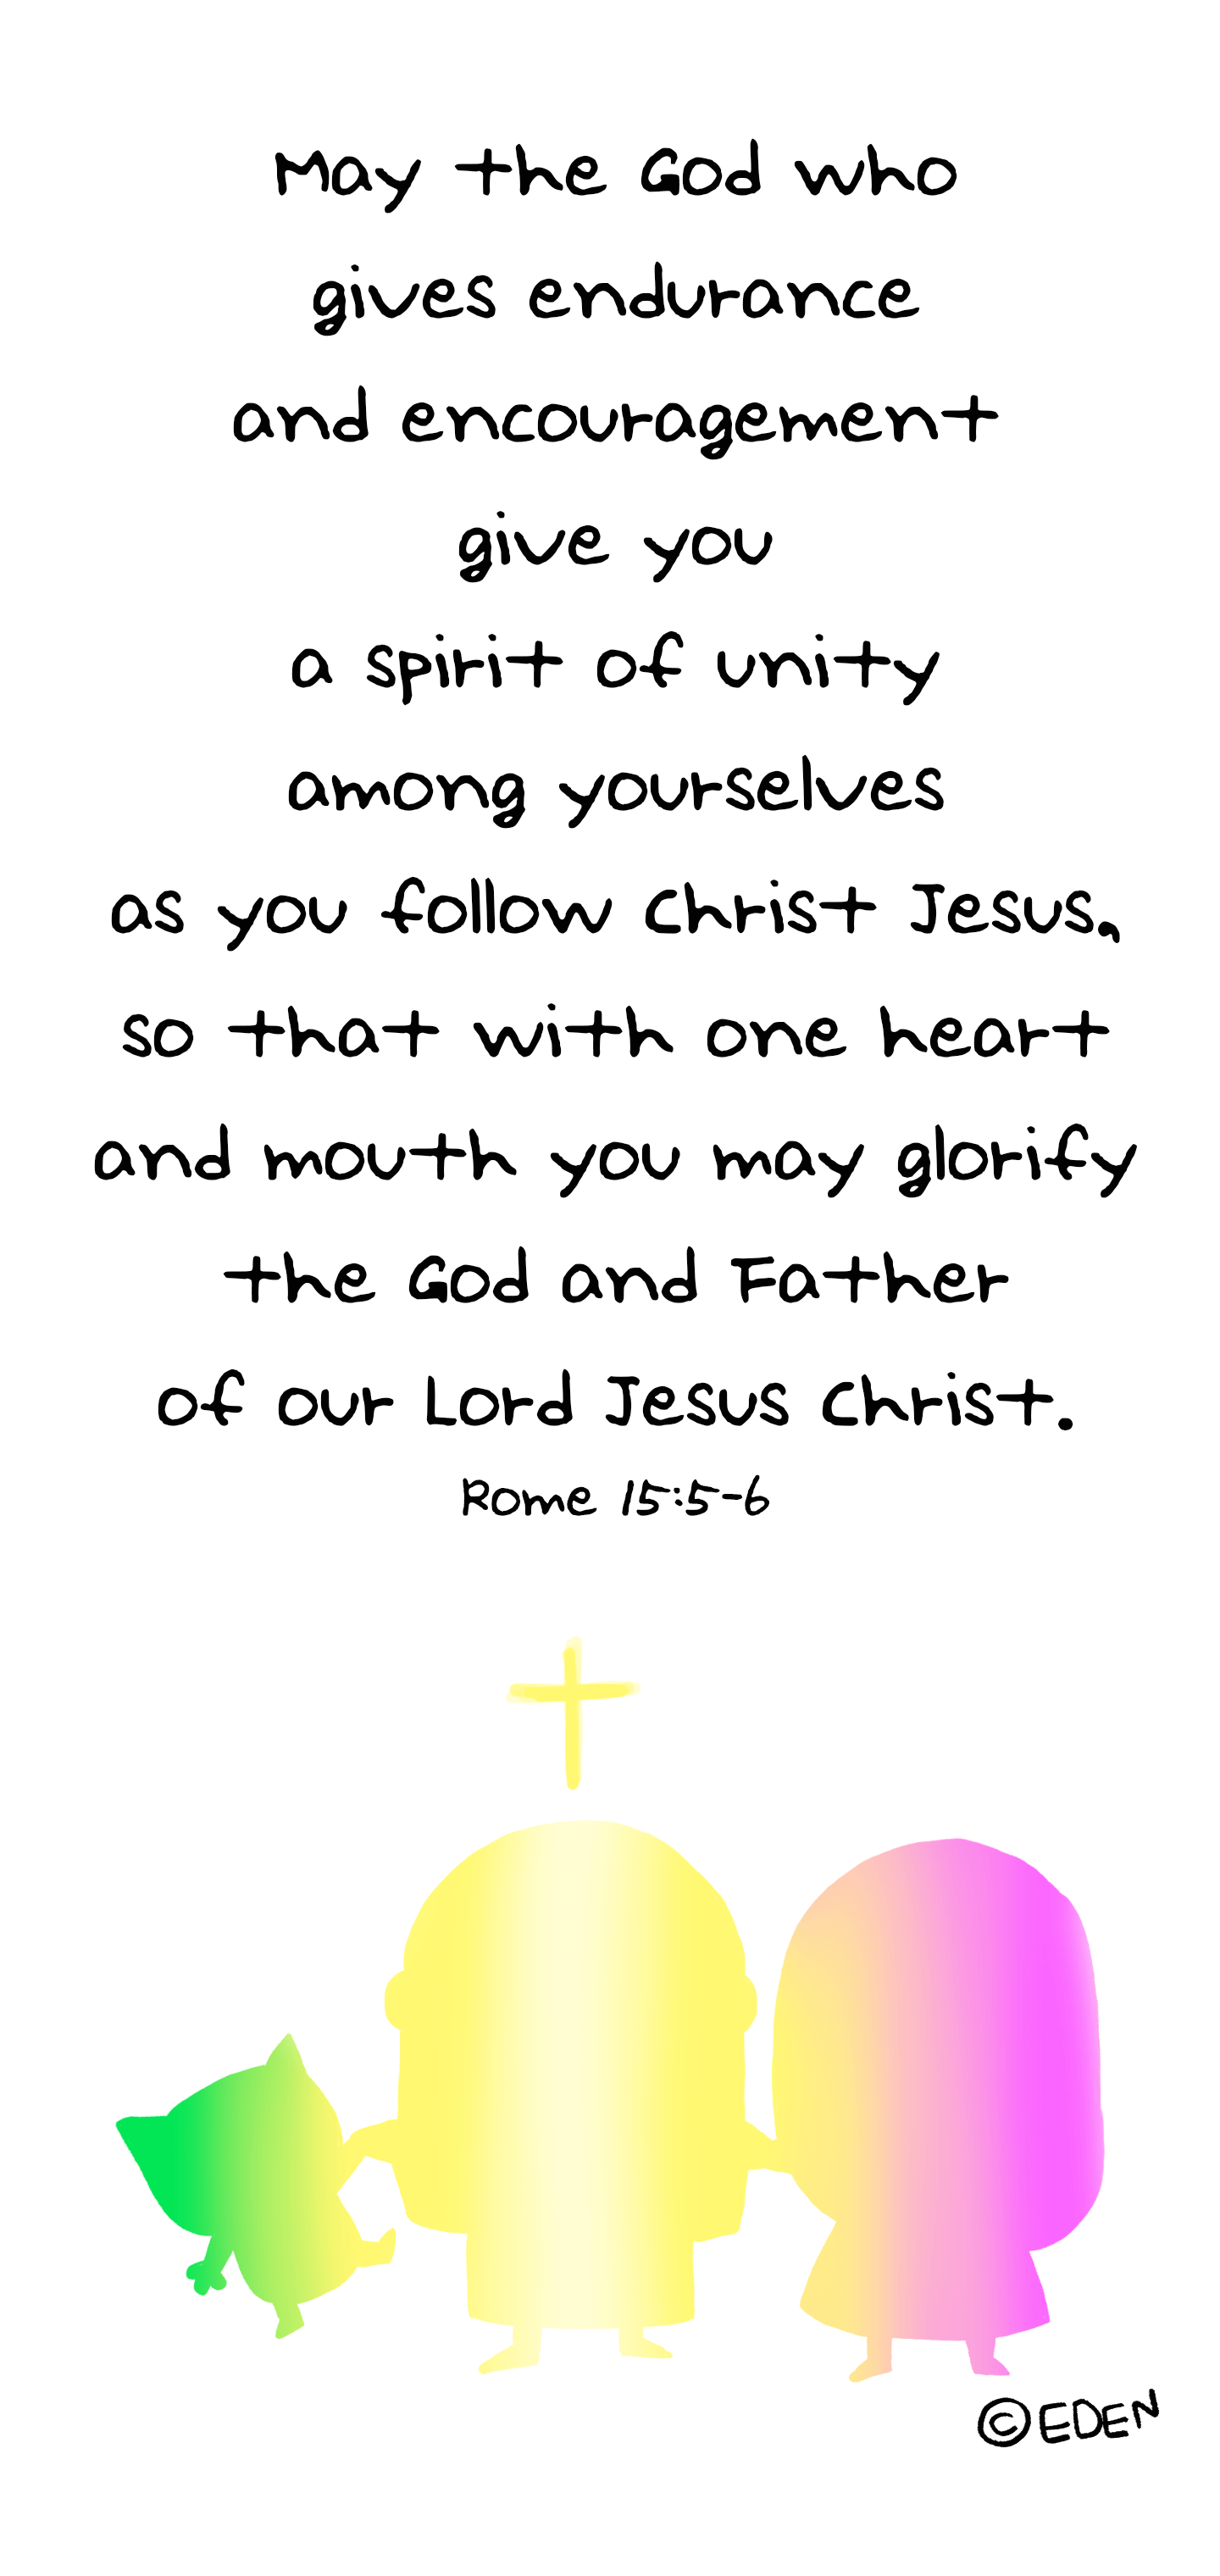 May the God who
gives endurance
and encouragement
give you
a spirit of unity
among yourselves
as you follow Christ Jesus,
so that with one heart
and mouth you may glorify
the God and Father
of our Lord Jesus Christ.
Rome 15:5-6
©EDEN